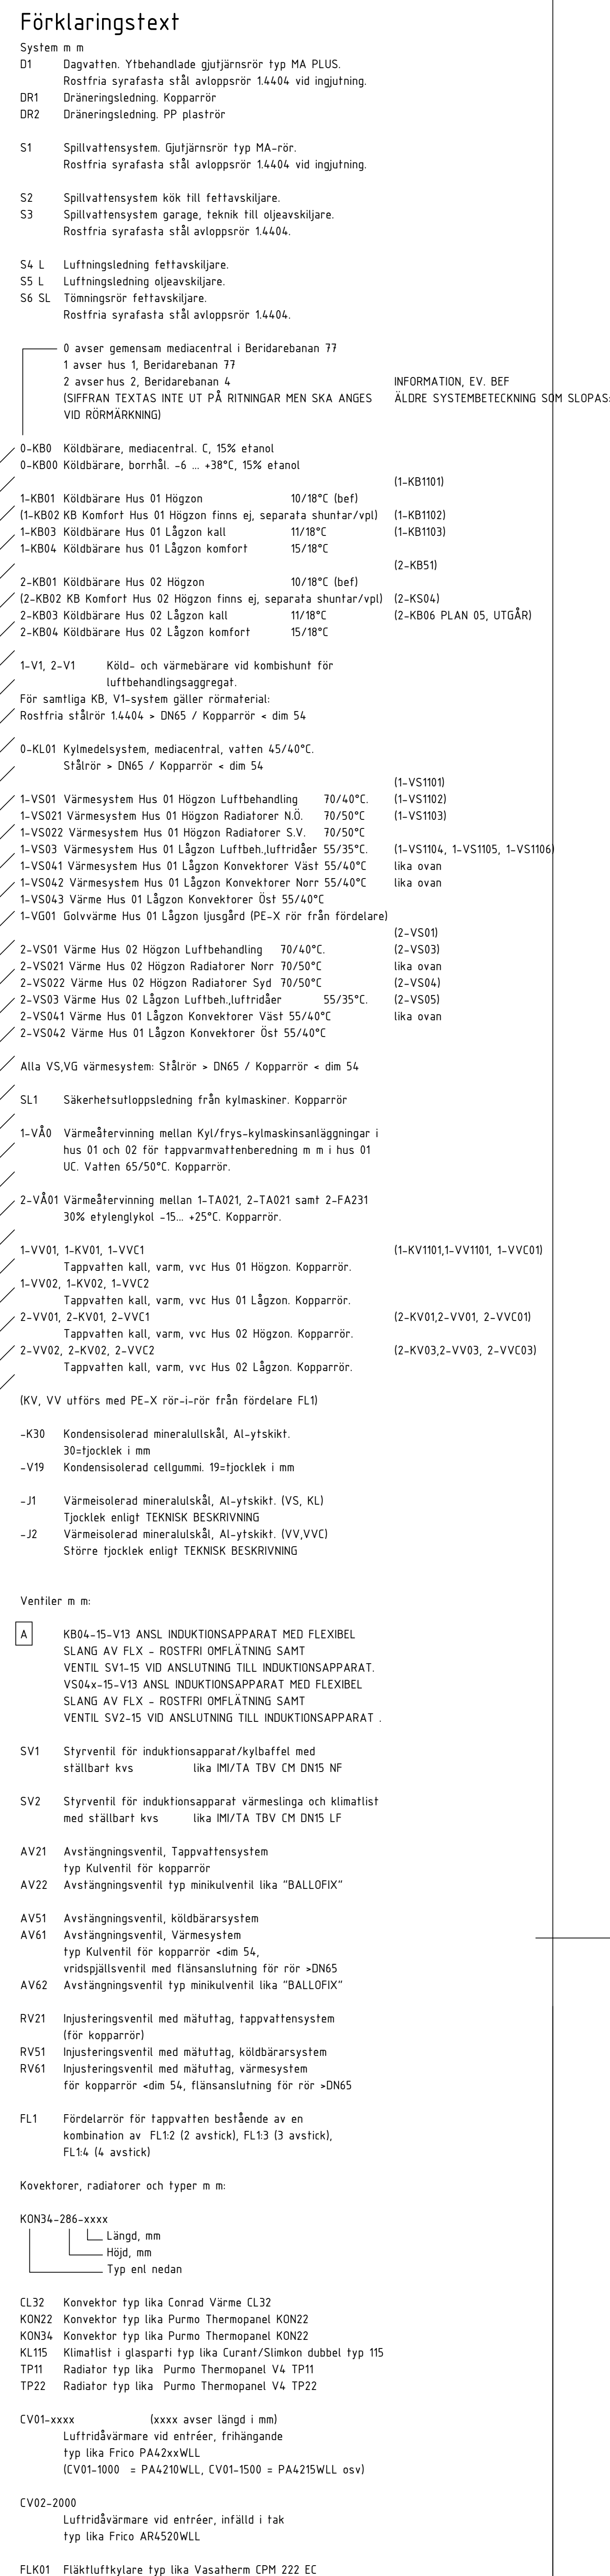 Förklaringstext
System m m
D1 Dagvatten. Ytbehandlade gjutjärnsrör typ MA PLUS.
Rostfria syrafasta stål avloppsrör 1.4404 vid ingjutning.
DR1 Dräneringsledning. Kopparrör
DR2 Dräneringsledning. PP plaströr
S1 Spillvattensystem. Gjutjärnsrör typ MA-rör.
Rostfria syrafasta stål avloppsrör 1.4404 vid ingjutning.
S2 Spillvattensystem kök till fettavskiljare.
S3 Spillvattensystem garage, teknik till oljeavskiljare.
Rostfria syrafasta stål avloppsrör 1.4404.
S4 L Luftningsledning fettavskiljare.
S5 L Luftningsledning oljeavskiljare.
S6 SL Tömningsrör fettavskiljare.
Rostfria syrafasta stål avloppsrör 1.4404.
0 avser gemensam mediacentral i Beridarebanan 77
1 avser hus 1, Beridarebanan 77
2 avser hus 2, Beridarebanan 4 INFORMATION, EV. BEF
(SIFFRAN TEXTAS INTE UT PÅ RITNINGAR MEN SKA ANGES ÄLDRE SYSTEMBETECKNING SOM SLOPAS:
VID RÖRMÄRKNING)
0-KB0 Köldbärare, mediacentral. C, 15% etanol
0-KB00 Köldbärare, borrhål. -6 ... +38°C, 15% etanol
(1-KB1101)
1-KB01 Köldbärare Hus 01 Högzon 10/18°C (bef)
(1-KB02 KB Komfort Hus 01 Högzon finns ej, separata shuntar/vpl) (1-KB1102)
1-KB03 Köldbärare Hus 01 Lågzon kall 11/18°C (1-KB1103)
1-KB04 Köldbärare hus 01 Lågzon komfort 15/18°C
(2-KB51)
2-KB01 Köldbärare Hus 02 Högzon 10/18°C (bef)
(2-KB02 KB Komfort Hus 02 Högzon finns ej, separata shuntar/vpl) (2-KS04)
2-KB03 Köldbärare Hus 02 Lågzon kall 11/18°C (2-KB06 PLAN 05, UTGÅR)
2-KB04 Köldbärare Hus 02 Lågzon komfort 15/18°C
1-V1, 2-V1 Köld- och värmebärare vid kombishunt för
luftbehandlingsaggregat.
För samtliga KB, V1-system gäller rörmaterial:
Rostfria stålrör 1.4404 > DN65 / Kopparrör < dim 54
0-KL01 Kylmedelsystem, mediacentral, vatten 45/40°C.
Stålrör > DN65 / Kopparrör < dim 54
(1-VS1101)
1-VS01 Värmesystem Hus 01 Högzon Luftbehandling 70/40°C. (1-VS1102)
1-VS021 Värmesystem Hus 01 Högzon Radiatorer N.Ö. 70/50°C (1-VS1103)
1-VS022 Värmesystem Hus 01 Högzon Radiatorer S.V. 70/50°C
1-VS03 Värmesystem Hus 01 Lågzon Luftbeh.,luftridåer 55/35°C. (1-VS1104, 1-VS1105, 1-VS1106)
1-VS041 Värmesystem Hus 01 Lågzon Konvektorer Väst 55/40°C lika ovan
1-VS042 Värmesystem Hus 01 Lågzon Konvektorer Norr 55/40°C lika ovan
1-VS043 Värme Hus 01 Lågzon Konvektorer Öst 55/40°C
1-VG01 Golvvärme Hus 01 Lågzon ljusgård (PE-X rör från fördelare)
(2-VS01)
2-VS01 Värme Hus 02 Högzon Luftbehandling 70/40°C. (2-VS03)
2-VS021 Värme Hus 02 Högzon Radiatorer Norr 70/50°C lika ovan
2-VS022 Värme Hus 02 Högzon Radiatorer Syd 70/50°C (2-VS04)
2-VS03 Värme Hus 02 Lågzon Luftbeh.,luftridåer 55/35°C. (2-VS05)
2-VS041 Värme Hus 01 Lågzon Konvektorer Väst 55/40°C lika ovan
2-VS042 Värme Hus 01 Lågzon Konvektorer Öst 55/40°C
Alla VS,VG värmesystem: Stålrör > DN65 / Kopparrör < dim 54
SL1 Säkerhetsutloppsledning från kylmaskiner. Kopparrör
1-VÅ0 Värmeåtervinning mellan Kyl/frys-kylmaskinsanläggningar i
hus 01 och 02 för tappvarmvattenberedning m m i hus 01
UC. Vatten 65/50°C. Kopparrör.
2-VÅ01 Värmeåtervinning mellan 1-TA021, 2-TA021 samt 2-FA231
30% etylenglykol -15... +25°C. Kopparrör.
1-VV01, 1-KV01, 1-VVC1 (1-KV1101,1-VV1101, 1-VVC01)
Tappvatten kall, varm, vvc Hus 01 Högzon. Kopparrör.
1-VV02, 1-KV02, 1-VVC2
Tappvatten kall, varm, vvc Hus 01 Lågzon. Kopparrör.
2-VV01, 2-KV01, 2-VVC1 (2-KV01,2-VV01, 2-VVC01)
Tappvatten kall, varm, vvc Hus 02 Högzon. Kopparrör.
2-VV02, 2-KV02, 2-VVC2 (2-KV03,2-VV03, 2-VVC03)
Tappvatten kall, varm, vvc Hus 02 Lågzon. Kopparrör.
(KV, VV utförs med PE-X rör-i-rör från fördelare FL1)
-K30 Kondensisolerad mineralullskål, Al-ytskikt.
30=tjocklek i mm
-V19 Kondensisolerad cellgummi. 19=tjocklek i mm
-J1 Värmeisolerad mineralulskål, Al-ytskikt. (VS, KL)
Tjocklek enligt TEKNISK BESKRIVNING
-J2 Värmeisolerad mineralulskål, Al-ytskikt. (VV,VVC)
Större tjocklek enligt TEKNISK BESKRIVNING
Ventiler m m:
A KB04-15-V13 ANSL INDUKTIONSAPPARAT MED FLEXIBEL
SLANG AV FLX - ROSTFRI OMFLÄTNING SAMT
VENTIL SV1-15 VID ANSLUTNING TILL INDUKTIONSAPPARAT.
VS04x-15-V13 ANSL INDUKTIONSAPPARAT MED FLEXIBEL
SLANG AV FLX - ROSTFRI OMFLÄTNING SAMT
VENTIL SV2-15 VID ANSLUTNING TILL INDUKTIONSAPPARAT .
SV1 Styrventil för induktionsapparat/kylbaffel med
ställbart kvs lika IMI/TA TBV CM DN15 NF
SV2 Styrventil för induktionsapparat värmeslinga och klimatlist
med ställbart kvs lika IMI/TA TBV CM DN15 LF
AV21 Avstängningsventil, Tappvattensystem
typ Kulventil för kopparrör
AV22 Avstängningsventil typ minikulventil lika "BALLOFIX"
AV51 Avstängningsventil, köldbärarsystem
AV61 Avstängningsventil, Värmesystem
typ Kulventil för kopparrör <dim 54,
vridspjällsventil med flänsanslutning för rör >DN65
AV62 Avstängningsventil typ minikulventil lika "BALLOFIX"
RV21 Injusteringsventil med mätuttag, tappvattensystem
(för kopparrör)
RV51 Injusteringsventil med mätuttag, köldbärarsystem
RV61 Injusteringsventil med mätuttag, värmesystem
för kopparrör <dim 54, flänsanslutning för rör >DN65
FL1 Fördelarrör för tappvatten bestående av en
kombination av FL1:2 (2 avstick), FL1:3 (3 avstick),
FL1:4 (4 avstick)
Kovektorer, radiatorer och typer m m:
KON34-286-xxxx
Längd, mm
Höjd, mm
Typ enl nedan
CL32 Konvektor typ lika Conrad Värme CL32
KON22 Konvektor typ lika Purmo Thermopanel KON22
KON34 Konvektor typ lika Purmo Thermopanel KON22
KL115 Klimatlist i glasparti typ lika Curant/Slimkon dubbel typ 115
TP11 Radiator typ lika Purmo Thermopanel V4 TP11
TP22 Radiator typ lika Purmo Thermopanel V4 TP22
CV01-xxxx (xxxx avser längd i mm)
Luftridåvärmare vid entréer, frihängande
typ lika Frico PA42xxWLL
(CV01-1000 = PA4210WLL, CV01-1500 = PA4215WLL osv)
CV02-2000
Luftridåvärmare vid entréer, infälld i tak
typ lika Frico AR4520WLL
FLK01 Fläktluftkylare typ lika Vasatherm CPM 222 EC